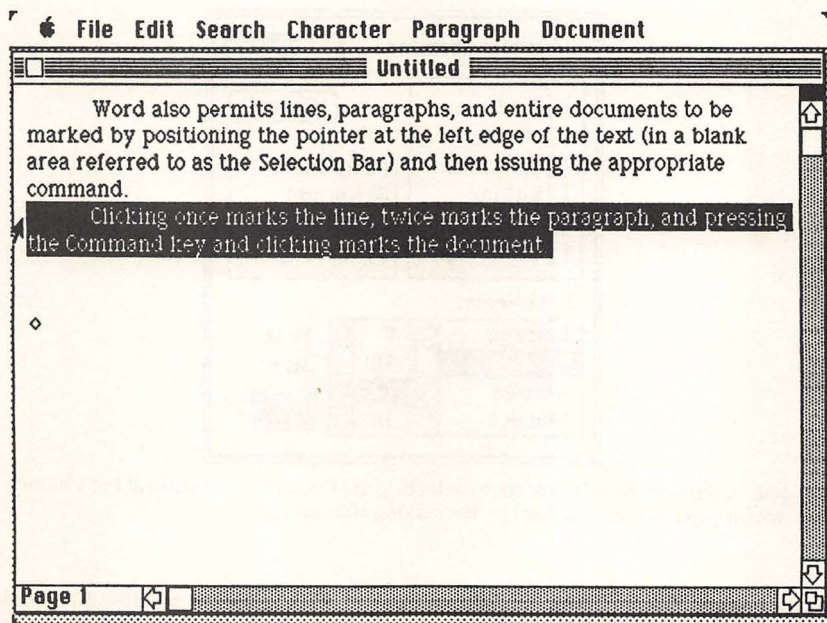 File Edit Search Character Paragraph Document
Untitled
Word also permits lines, paragraphs, and entire documents to be
marked by positioning the pointer at the left edge of the text (in a blank
area referred to as the Selection Bar) and then issuing the appropriate
command.
Clicking once marks the line, twice marks the paragraph, and pressing
the Command key and clicking marks the document
Page 1